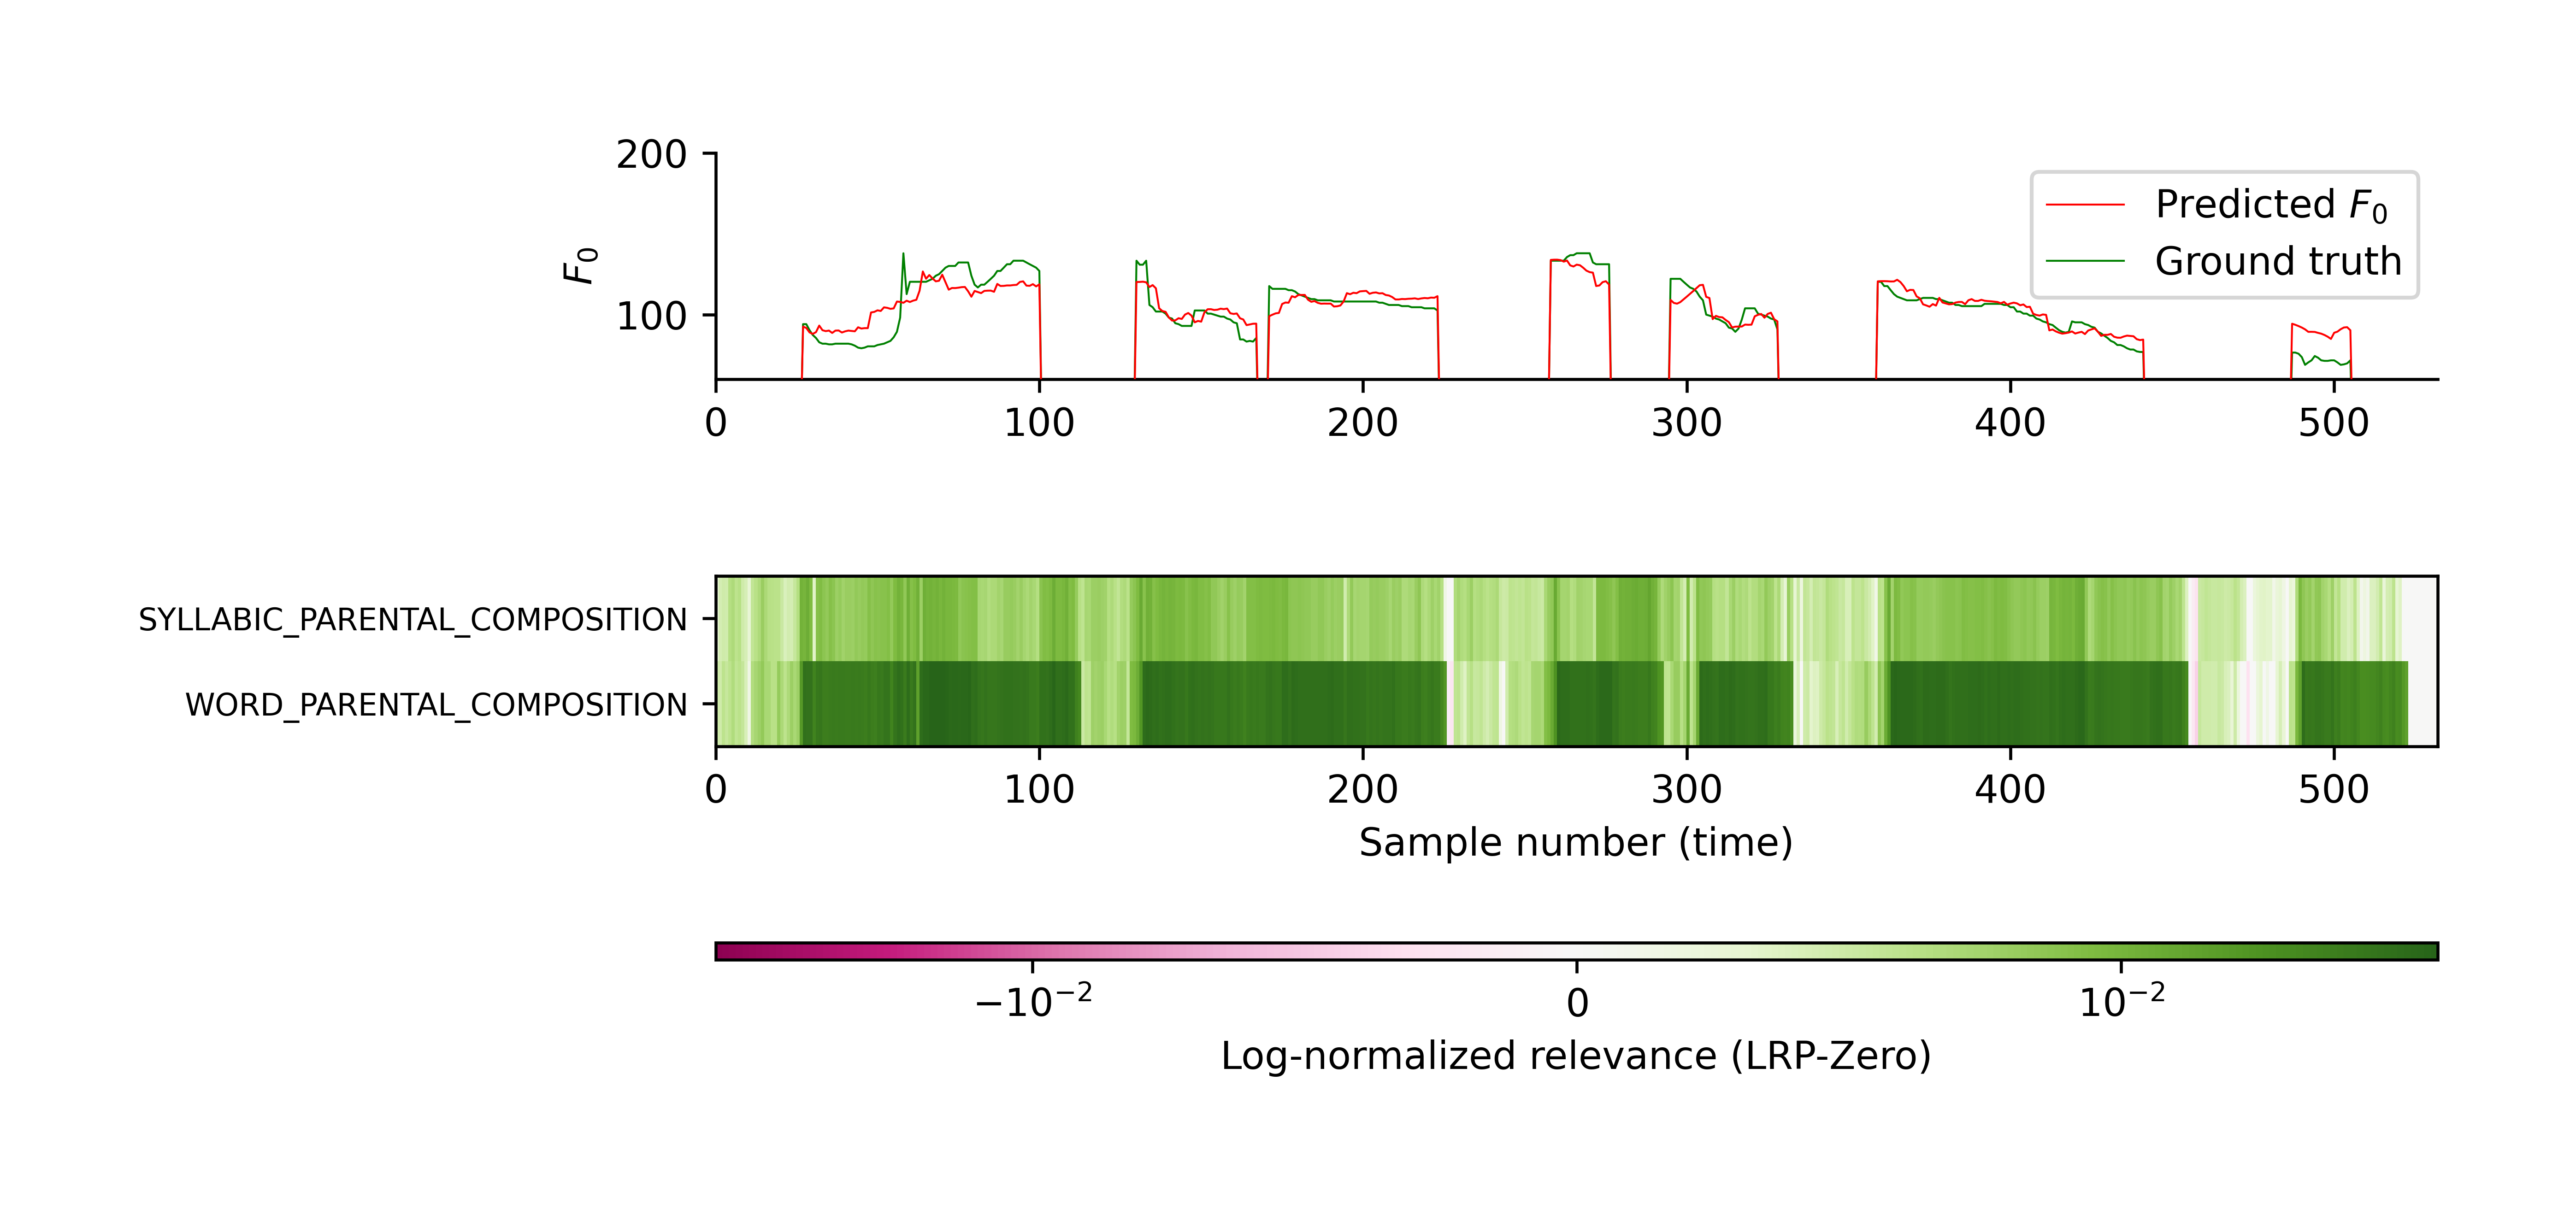 200
100
F₀
Predicted F₀
Ground truth
0 100 200 300 400 500
SYLLABIC_PARENTAL_COMPOSITION
WORD_PARENTAL_COMPOSITION
0 100 200 300 400 500
Sample number (time)
−10⁻² 0 10⁻²
Log-normalized relevance (LRP-Zero)